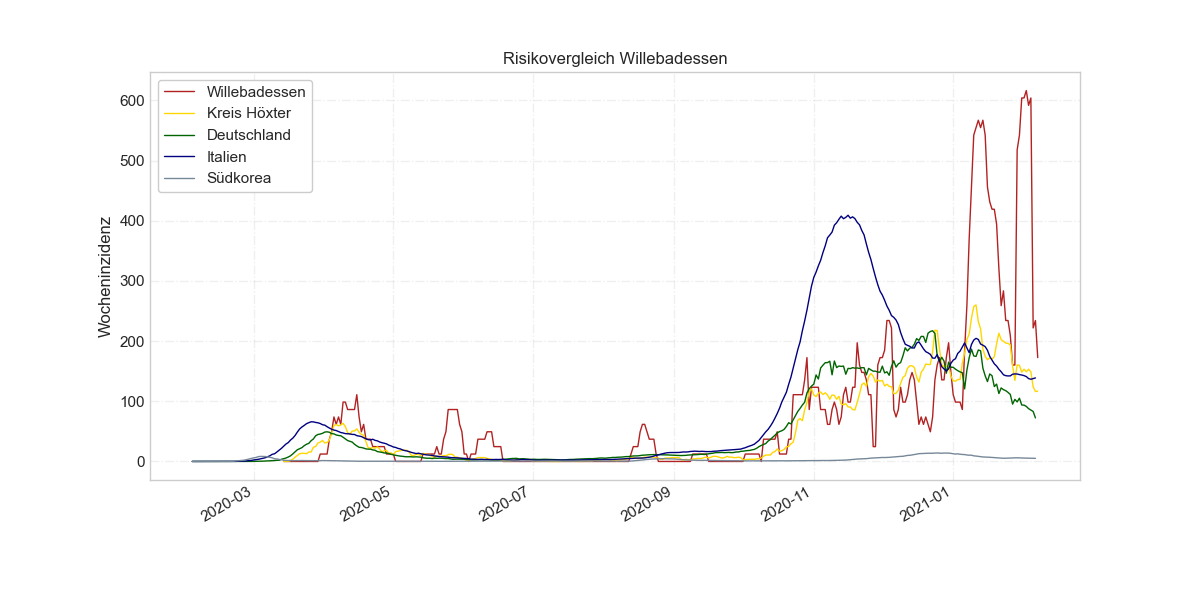 Risikovergleich Willebadessen
Willebadessen
Kreis Höxter
Deutschland
Italien
Südkorea
Wocheninzidenz
600
500
400
300
200
100
0
2020-03
2020-05
2020-07
2020-09
2020-11
2021-01